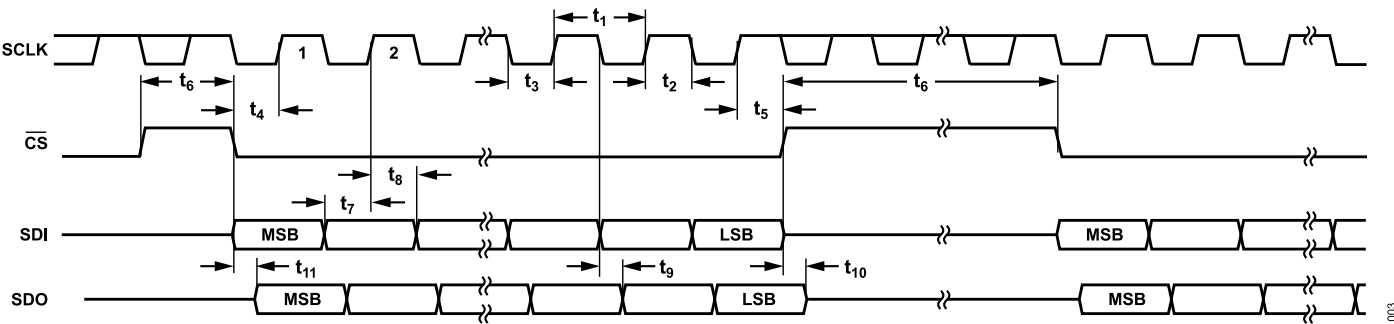 t₁
SCLK
1
2
t₆
t₃
t₂
t₆
t₄
t₅
CS
t₈
t₇
SDI
MSB
LSB
MSB
t₁₁
t₉
t₁₀
SDO
MSB
LSB
MSB
003